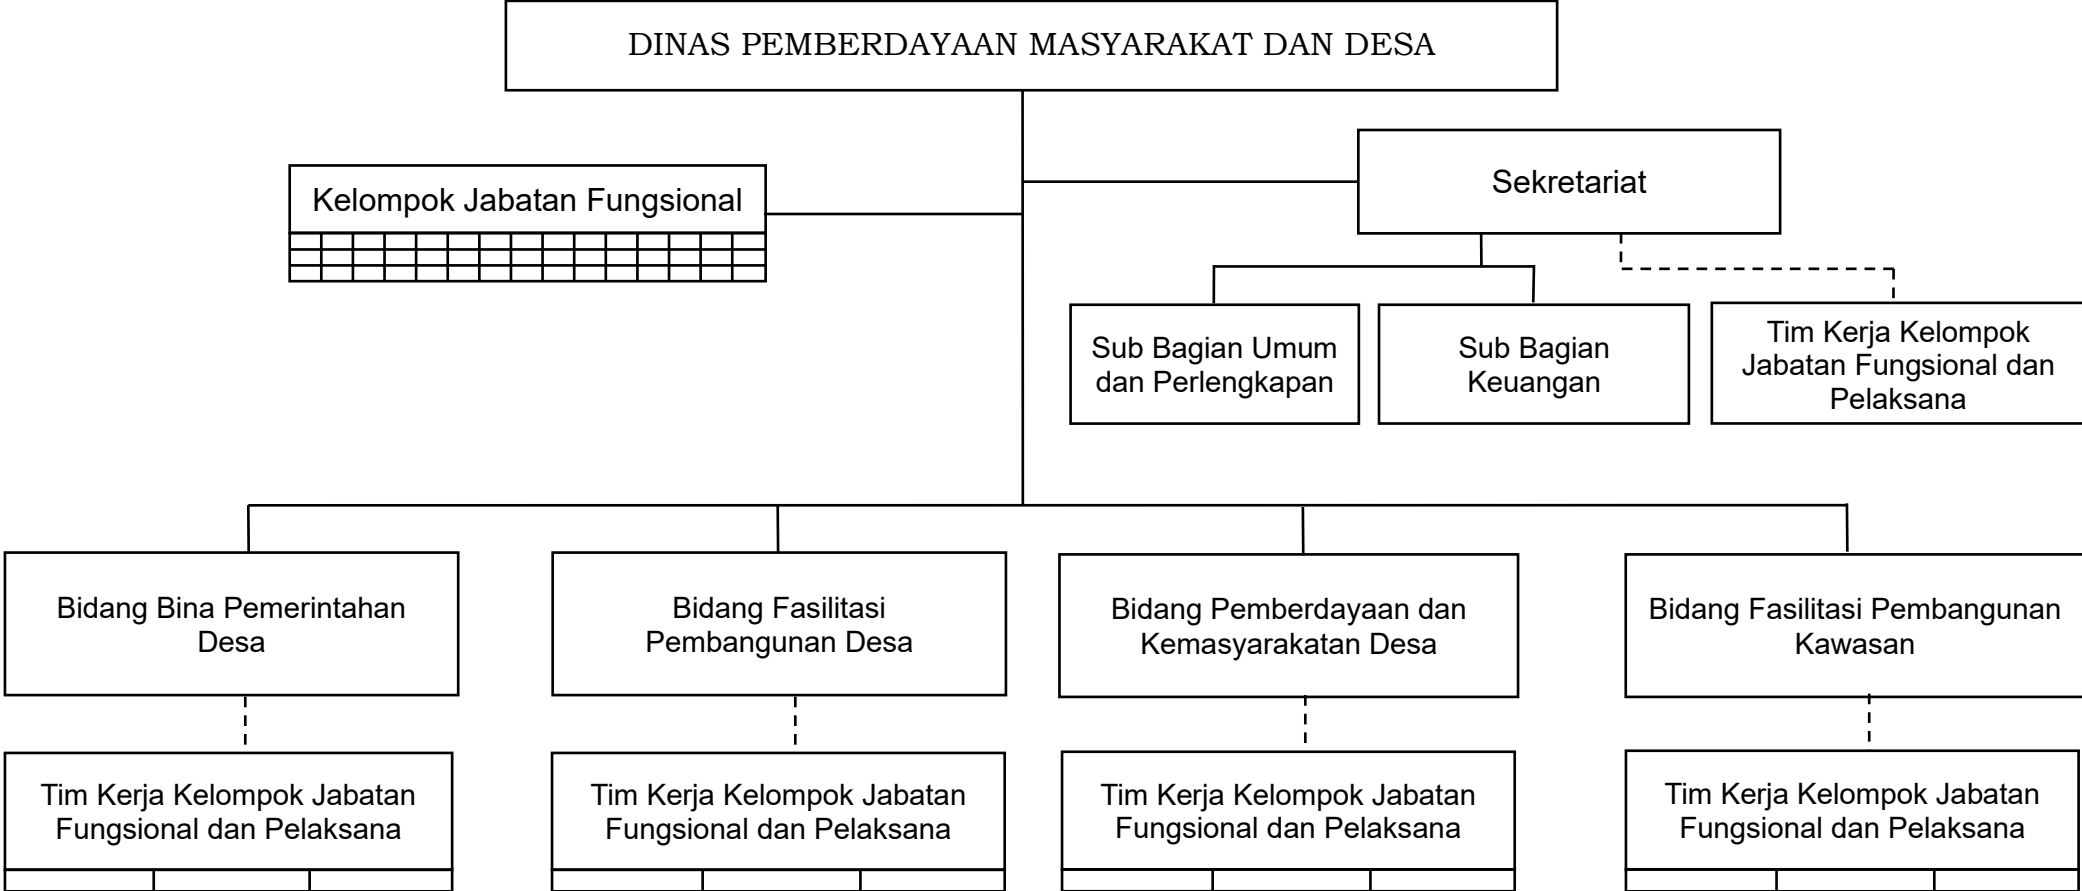 DINAS PEMBERDAYAAN MASYARAKAT DAN DESA
Kelompok Jabatan Fungsional
Sekretariat
Sub Bagian Umum
dan Perlengkapan
Sub Bagian
Keuangan
Tim Kerja Kelompok
Jabatan Fungsional dan
Pelaksana
Bidang Bina Pemerintahan
Desa
Bidang Fasilitasi
Pembangunan Desa
Bidang Pemberdayaan dan
Kemasyarakatan Desa
Bidang Fasilitasi Pembangunan
Kawasan
Tim Kerja Kelompok Jabatan
Fungsional dan Pelaksana
Tim Kerja Kelompok Jabatan
Fungsional dan Pelaksana
Tim Kerja Kelompok Jabatan
Fungsional dan Pelaksana
Tim Kerja Kelompok Jabatan
Fungsional dan Pelaksana